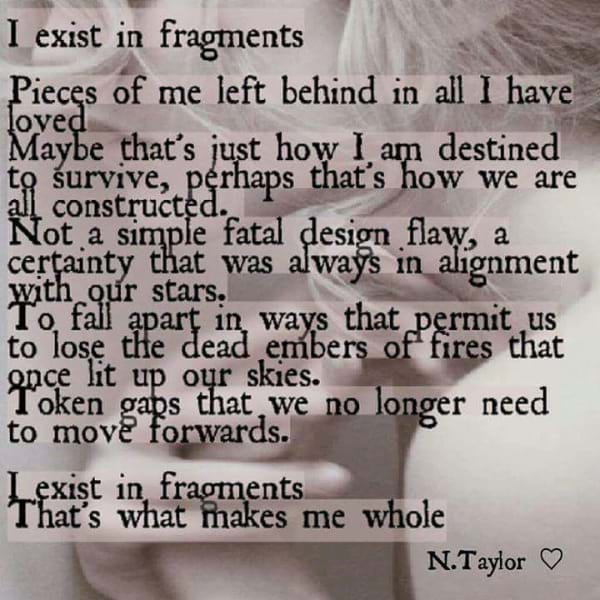 I exist in fragments
Pieces of me left behind in all I have
loved
Maybe that's just how I am destined
to survive, perhaps that's how we are
all constructed.
Not a simple fatal design flaw, a
certainty that was always in alignment
with our stars.
To fall apart in ways that permit us
to lose the dead embers of fires that
once lit up our skies.
Token gaps that we no longer need
to move forwards.
I exist in fragments
That's what makes me whole
N.Taylor ♡